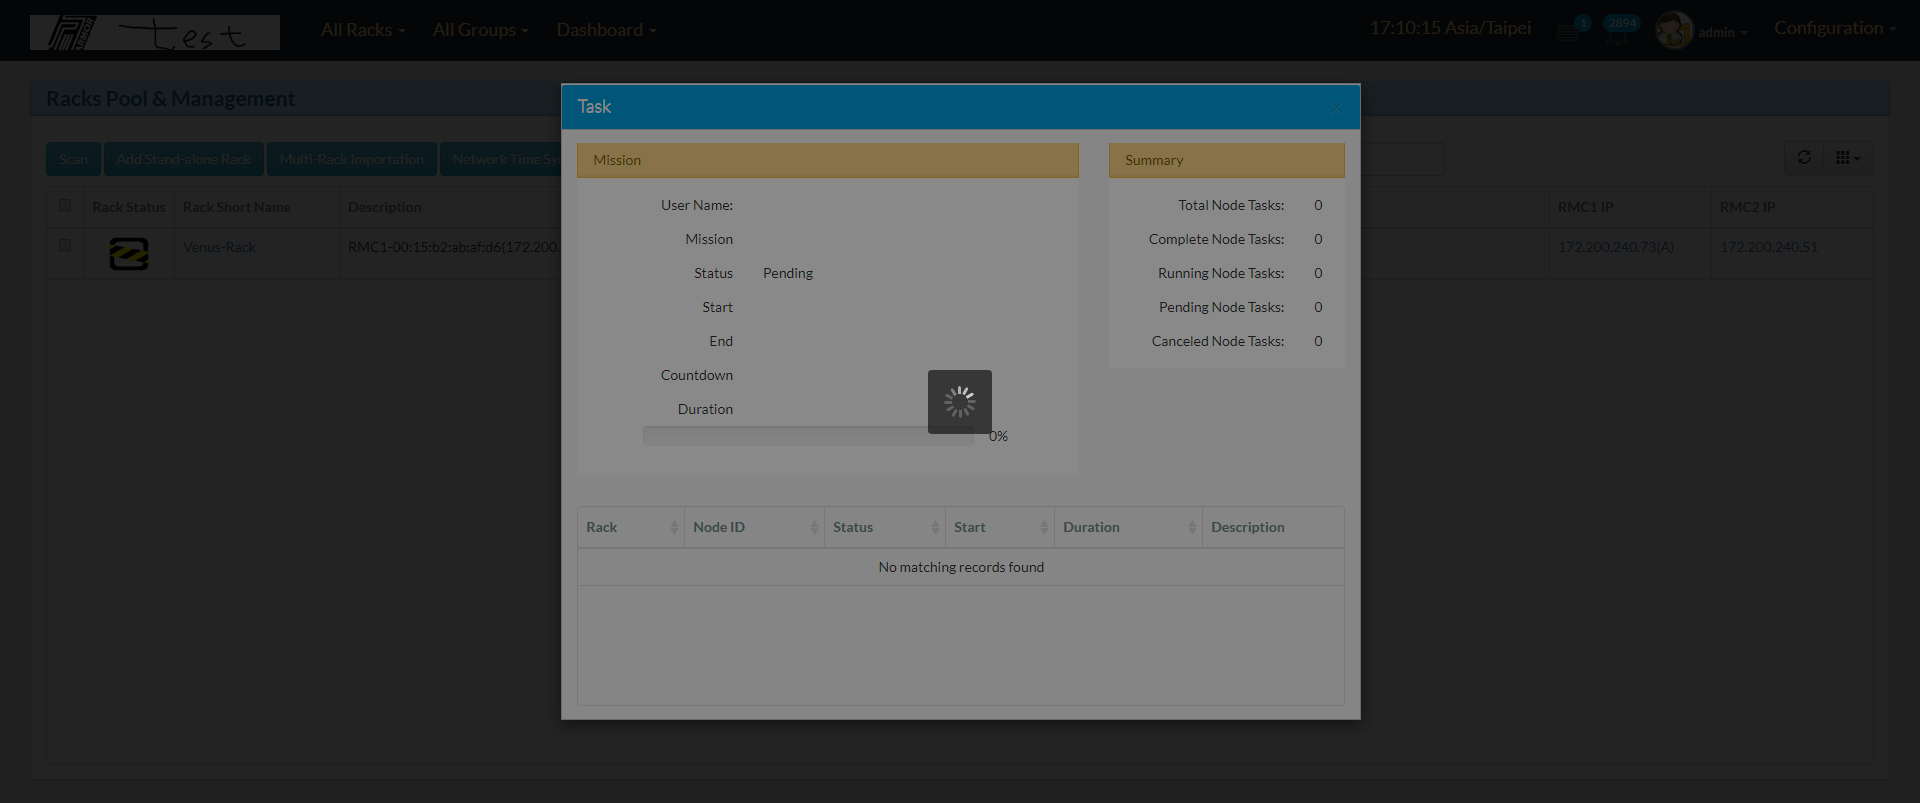 test
All Racks
All Groups
Dashboard
17:10:15 Asia/Taipei
1
2894
admin
Configuration
Racks Pool & Management
Scan
Add Stand-alone Rack
Multi-Rack Importation
Network Time Sy
Rack Status
Rack Short Name
Description
RMC1 IP
RMC2 IP
Venus-Rack
RMC1-00:15:b2:ab:af:d6(172.200.
172.200.240.73(A)
172.200.240.51
Task
Mission
User Name:
Mission
Status Pending
Start
End
Countdown
Duration
0%
Summary
Total Node Tasks: 0
Complete Node Tasks: 0
Running Node Tasks: 0
Pending Node Tasks: 0
Canceled Node Tasks: 0
Rack Node ID Status Start Duration Description
No matching records found